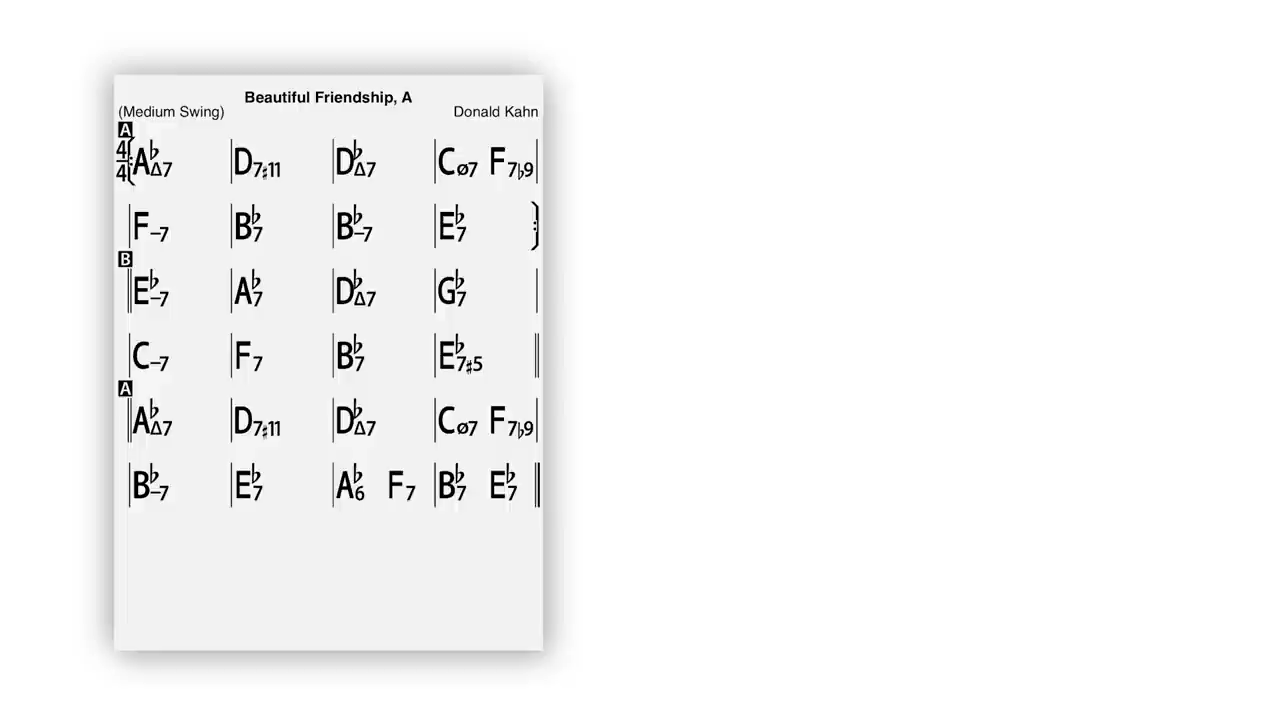 Beautiful Friendship, A
(Medium Swing) Donald Kahn
A
4/4 A♭Δ7 D7♯11 D♭Δ7 Cø7 F7♭9
F–7 B♭7 B♭–7 E♭7
B
E♭–7 A♭7 D♭Δ7 G♭7
C–7 F7 B♭7 E♭7♯5
A
A♭Δ7 D7♯11 D♭Δ7 Cø7 F7♭9
B♭–7 E♭7 A♭6 F7 B♭7 E♭7